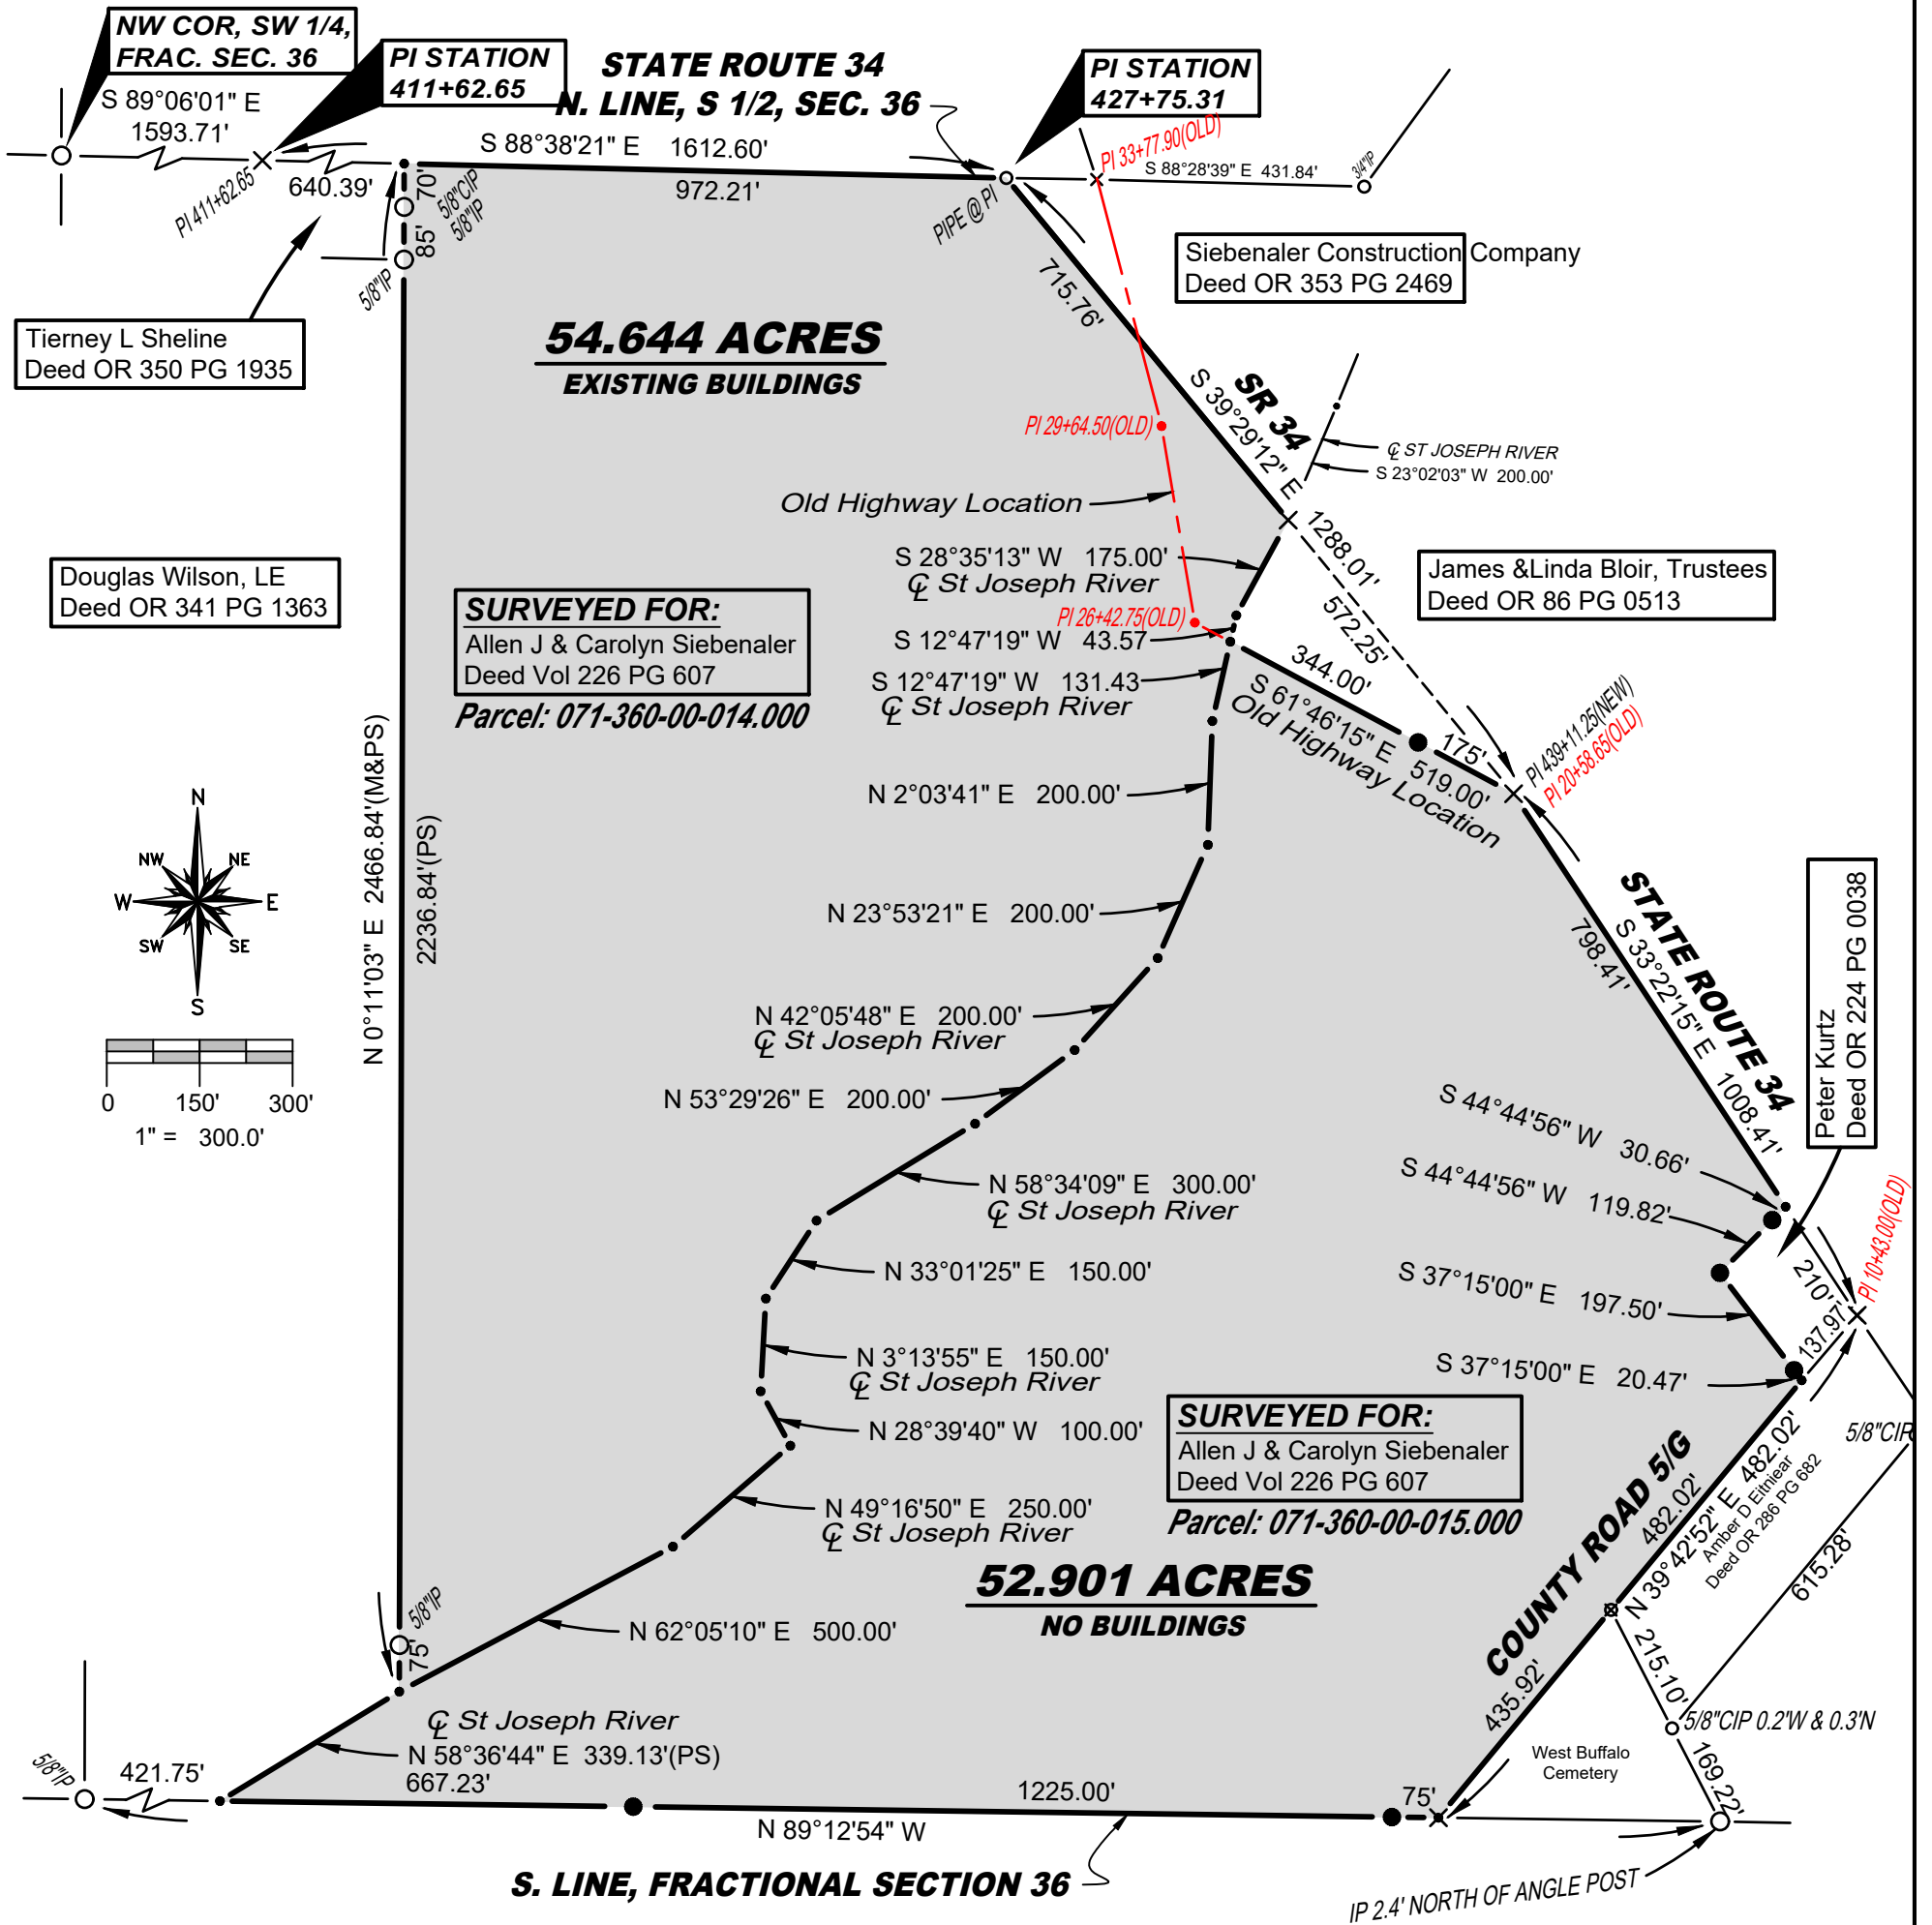 NW COR, SW 1/4,
FRAC. SEC. 36
S 89°06'01" E
1593.71'
PI STATION
411+62.65
STATE ROUTE 34
N. LINE, S 1/2, SEC. 36
PI STATION
427+75.31
PI 33+77.90(OLD)
S 88°28'39" E 431.84'
3/4"IP
S 88°38'21" E 1612.60'
972.21'
PI 411+62.65
640.39'
70'
5/8"CIP
5/8"IP
85'
5/8"IP
PIPE @ PI
715.76'
Siebenaler Construction Company
Deed OR 353 PG 2469
Tierney L Sheline
Deed OR 350 PG 1935
54.644 ACRES
EXISTING BUILDINGS
SR 34
S 39°29'12" E
PI 29+64.50(OLD)
℄ ST JOSEPH RIVER
S 23°02'03" W 200.00'
Old Highway Location
1288.01'
572.25'
S 28°35'13" W 175.00'
℄ St Joseph River
James &Linda Bloir, Trustees
Deed OR 86 PG 0513
Douglas Wilson, LE
Deed OR 341 PG 1363
SURVEYED FOR:
Allen J & Carolyn Siebenaler
Deed Vol 226 PG 607
Parcel: 071-360-00-014.000
PI 26+42.75(OLD)
S 12°47'19" W 43.57
S 12°47'19" W 131.43
℄ St Joseph River
344.00'
S 61°46'15" E 519.00'
Old Highway Location
175'
PI 439+11.25(NEW)
PI 20+58.65(OLD)
N 0°11'03" E 2466.84'(M&PS)
2236.84'(PS)
N 2°03'41" E 200.00'
N
NW
NE
W
E
SW
SE
S
N 23°53'21" E 200.00'
STATE ROUTE 34
S 33°22'15" E 1008.41'
798.41'
Peter Kurtz
Deed OR 224 PG 0038
N 42°05'48" E 200.00'
℄ St Joseph River
0 150' 300'
1" = 300.0'
N 53°29'26" E 200.00'
S 44°44'56" W 30.66'
S 44°44'56" W 119.82'
N 58°34'09" E 300.00'
℄ St Joseph River
PI 10+43.00(OLD)
210'
N 33°01'25" E 150.00'
S 37°15'00" E 197.50'
137.97'
N 3°13'55" E 150.00'
℄ St Joseph River
S 37°15'00" E 20.47'
N 28°39'40" W 100.00'
SURVEYED FOR:
Allen J & Carolyn Siebenaler
Deed Vol 226 PG 607
Parcel: 071-360-00-015.000
5/8"CIP
N 49°16'50" E 250.00'
℄ St Joseph River
COUNTY ROAD 5/G
482.02'
N 39°42'52" E 482.02'
Amber D Eitniear
Deed OR 286 PG 682
615.28'
52.901 ACRES
NO BUILDINGS
5/8"IP
75'
N 62°05'10" E 500.00'
435.92'
215.10'
5/8"CIP 0.2'W & 0.3'N
℄ St Joseph River
N 58°36'44" E 339.13'(PS)
667.23'
5/8"IP
421.75'
1225.00'
75'
West Buffalo
Cemetery
169.22'
N 89°12'54" W
S. LINE, FRACTIONAL SECTION 36
IP 2.4' NORTH OF ANGLE POST